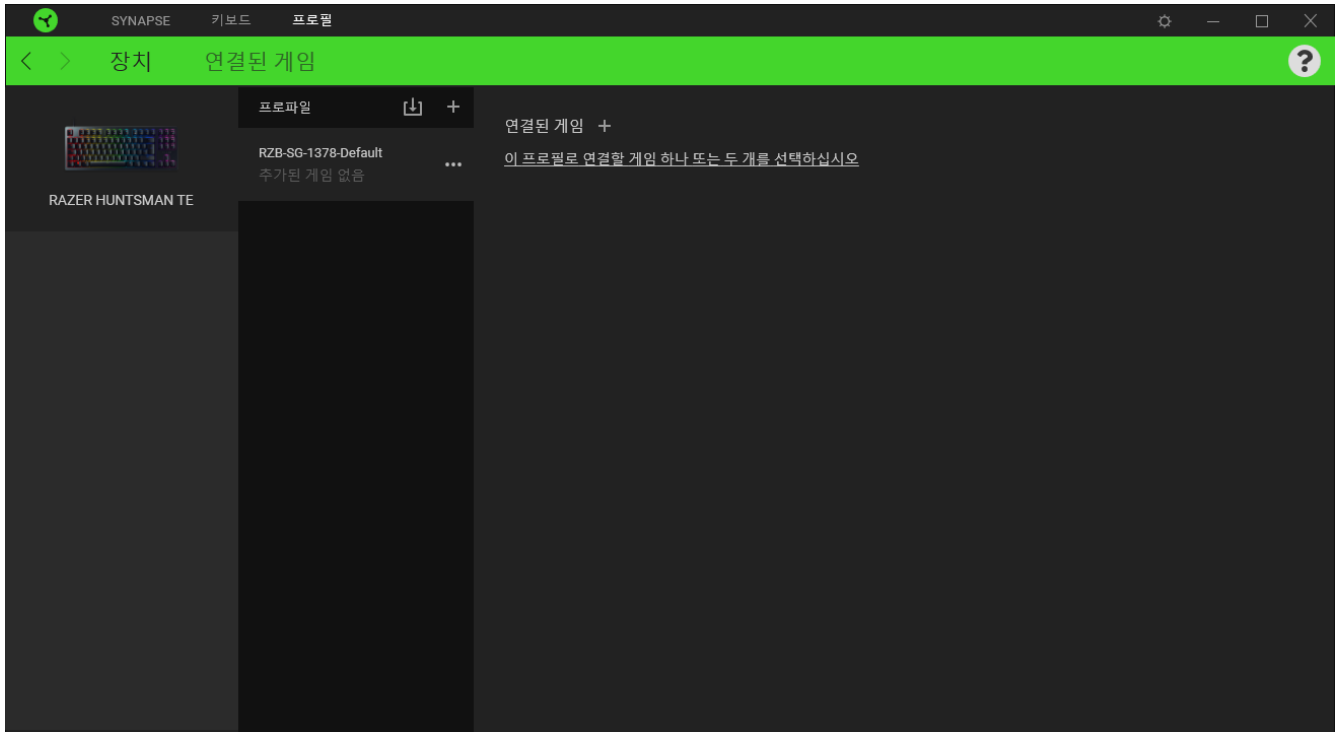 SYNAPSE 키보드 프로필
장치 연결된 게임
?
RAZER HUNTSMAN TE
프로파일
RZB-SG-1378-Default
추가된 게임 없음
연결된 게임
이 프로필로 연결할 게임 하나 또는 두 개를 선택하십시오